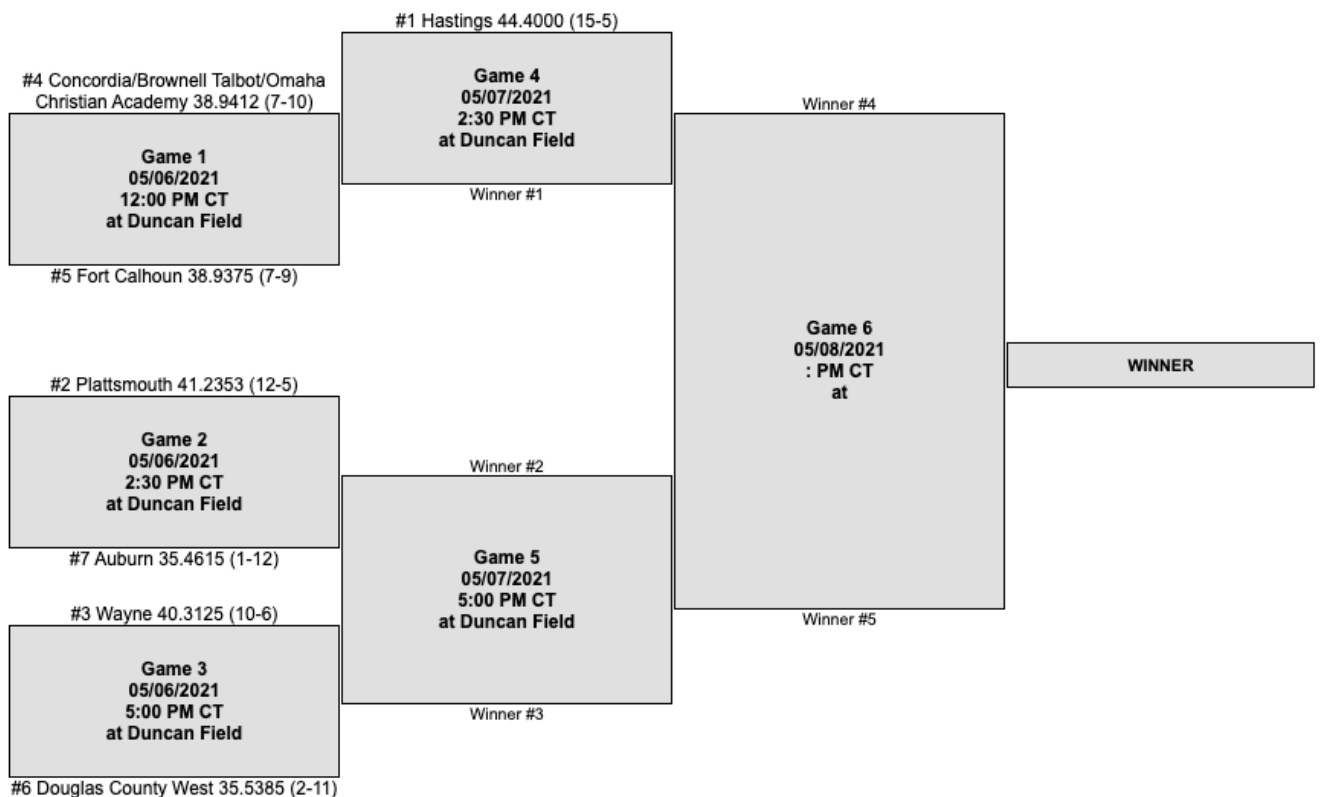 #1 Hastings 44.4000 (15-5)
Game 4
05/07/2021
2:30 PM CT
at Duncan Field
Winner #1
#4 Concordia/Brownell Talbot/Omaha
Christian Academy 38.9412 (7-10)
Game 1
05/06/2021
12:00 PM CT
at Duncan Field
#5 Fort Calhoun 38.9375 (7-9)
#2 Plattsmouth 41.2353 (12-5)
Game 2
05/06/2021
2:30 PM CT
at Duncan Field
#7 Auburn 35.4615 (1-12)
#3 Wayne 40.3125 (10-6)
Game 3
05/06/2021
5:00 PM CT
at Duncan Field
#6 Douglas County West 35.5385 (2-11)
Winner #2
Game 5
05/07/2021
5:00 PM CT
at Duncan Field
Winner #3
Winner #4
Game 6
05/08/2021
: PM CT
at
Winner #5
WINNER